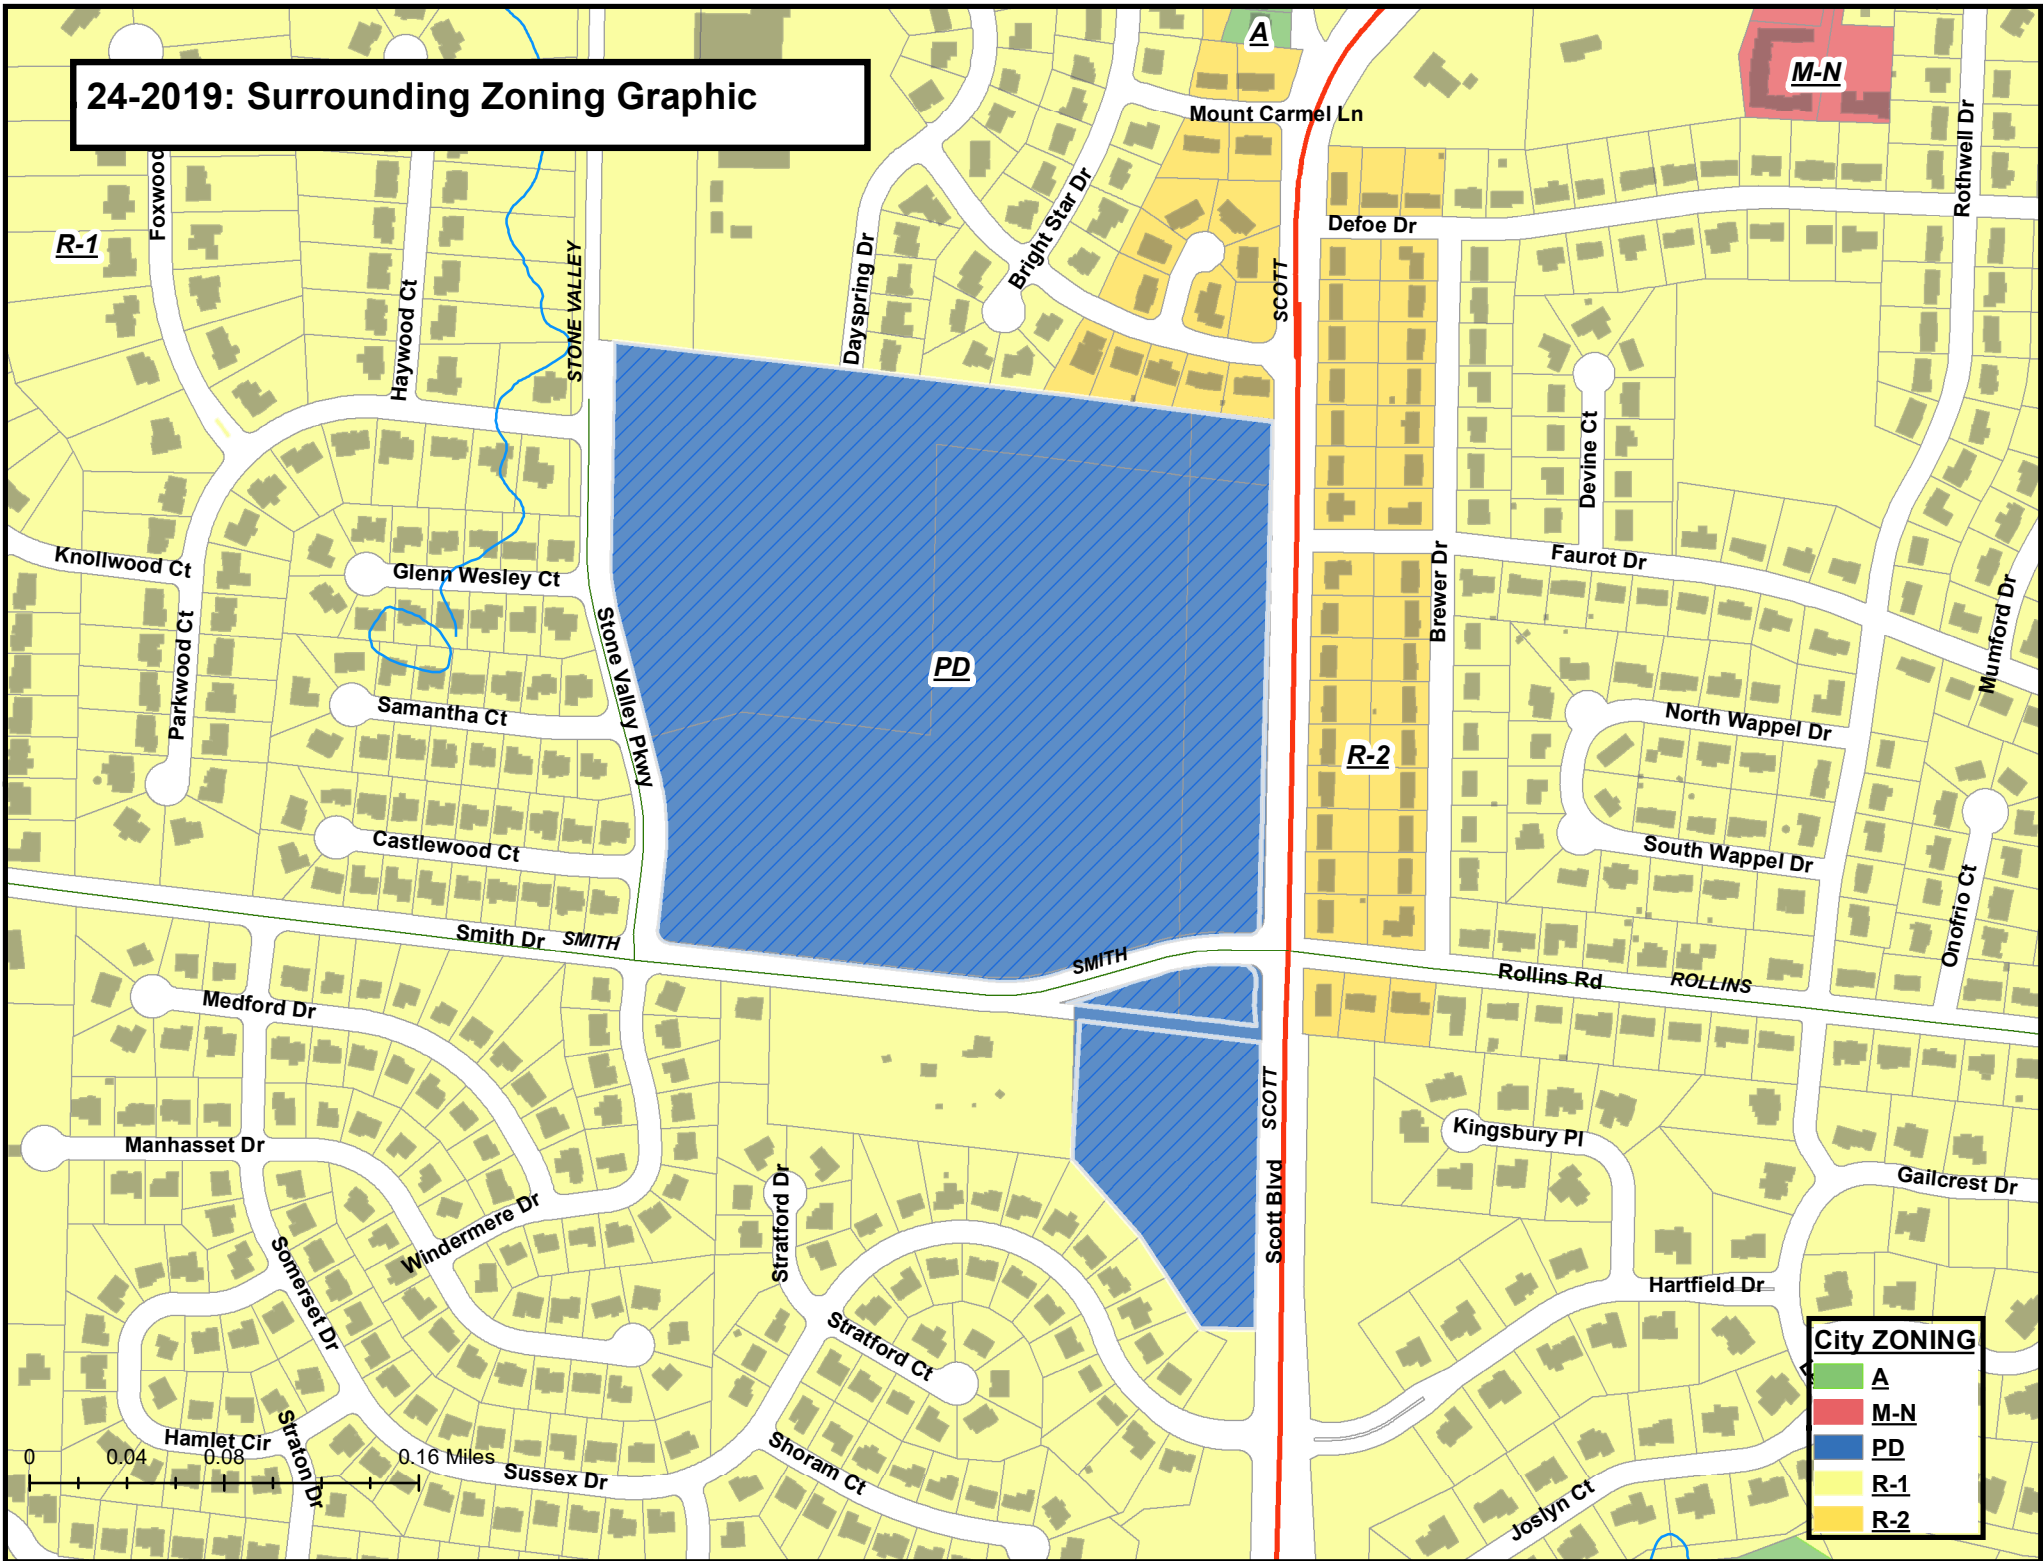 24-2019: Surrounding Zoning Graphic
A
M-N
Mount Carmel Ln
Rothwell Dr
Foxwood
R-1
Bright Star Dr
Defoe Dr
Dayspring Dr
Haywood Ct
STONE VALLEY
SCOTT
Devine Ct
Knollwood Ct
Glenn Wesley Ct
Faurot Dr
Brewer Dr
Mumford Dr
Parkwood Ct
Stone Valley Pkwy
PD
Samantha Ct
North Wappel Dr
R-2
Castlewood Ct
South Wappel Dr
Onofrio Ct
Smith Dr
SMITH
SMITH
Rollins Rd
ROLLINS
Medford Dr
SCOTT
Manhasset Dr
Kingsbury Pl
Gailcrest Dr
Windermere Dr
Stratford Dr
Scott Blvd
Somerset Dr
Hartfield Dr
Stratford Ct
Hamlet Cir
Straton Dr
Sussex Dr
Shoram Ct
Joslyn Ct
0
0.04
0.08
0.16 Miles
City ZONING
A
M-N
PD
R-1
R-2